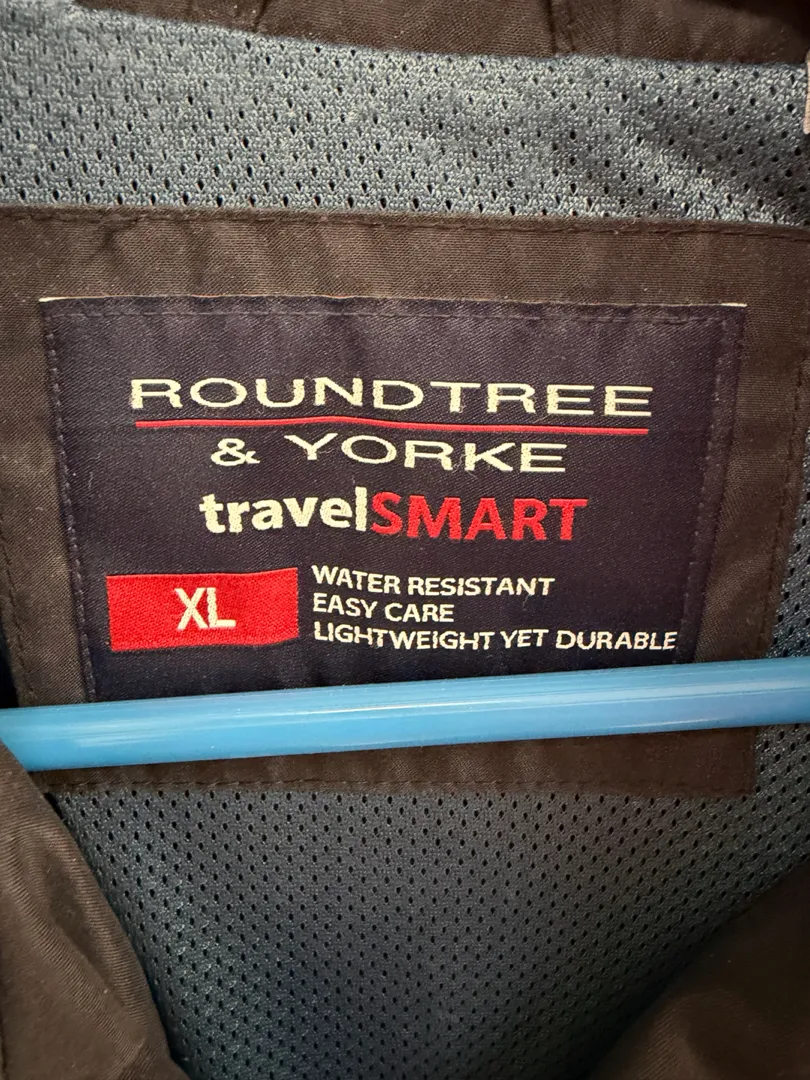 ROUNDTREE
& YORKE
travelSMART
XL
WATER RESISTANT
EASY CARE
LIGHTWEIGHT YET DURABLE